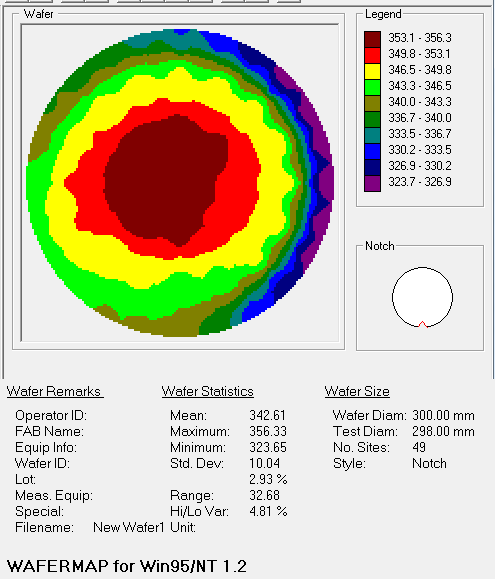 Wafer
Legend
353.1 - 356.3
349.8 - 353.1
346.5 - 349.8
343.3 - 346.5
340.0 - 343.3
336.7 - 340.0
333.5 - 336.7
330.2 - 333.5
326.9 - 330.2
323.7 - 326.9
Notch
Wafer Remarks
Operator ID:
FAB Name:
Equip Info:
Wafer ID:
Lot:
Meas. Equip:
Special:
Filename: New Wafer1
Wafer Statistics
Mean: 342.61
Maximum: 356.33
Minimum: 323.65
Std. Dev: 10.04
2.93 %
Range: 32.68
Hi/Lo Var: 4.81 %
Unit:
Wafer Size
Wafer Diam: 300.00 mm
Test Diam: 298.00 mm
No. Sites: 49
Style: Notch
WAFERMAP for Win95/NT 1.2